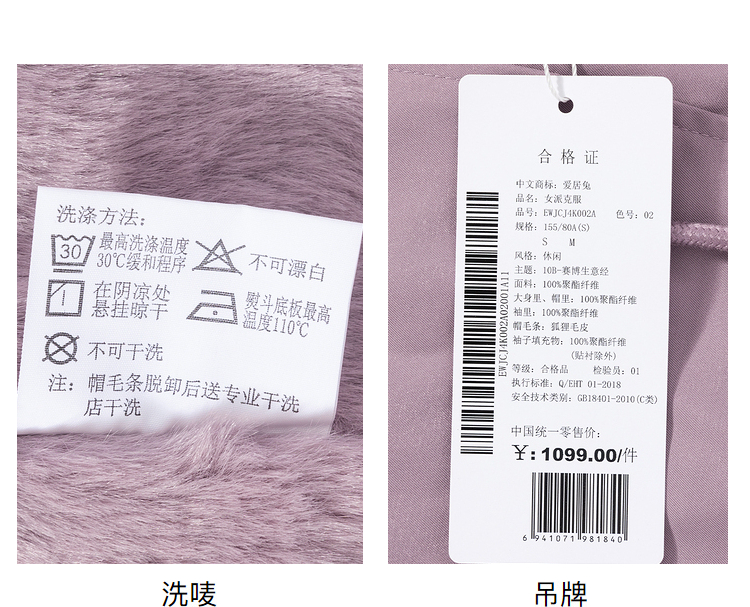 洗涤方法:
30
最高洗涤温度
30℃缓和程序
不可漂白
在阴凉处
悬挂晾干
熨斗底板最高
温度110℃
不可干洗
注: 帽毛条脱卸后送专业干洗
店干洗
洗唛
合格证
中文商标: 爱居兔
品名: 女派克服
品号: EWJCJ4K002A 色号: 02
规格: 155/80A(S)
S M
风格: 休闲
主题: 10B-赛博生意经
面料: 100%聚酯纤维
大身里、帽里: 100%聚酯纤维
袖里: 100%聚酯纤维
帽毛条: 狐狸毛皮
袖子填充物: 100%聚酯纤维
(贴衬除外)
等级: 合格品 检验员: 01
执行标准: Q/EHT 01-2018
安全技术类别: GB18401-2010(C类)
EWJCJ4K002A02001A11
中国统一零售价:
¥: 1099.00/件
6 941071 981840
吊牌